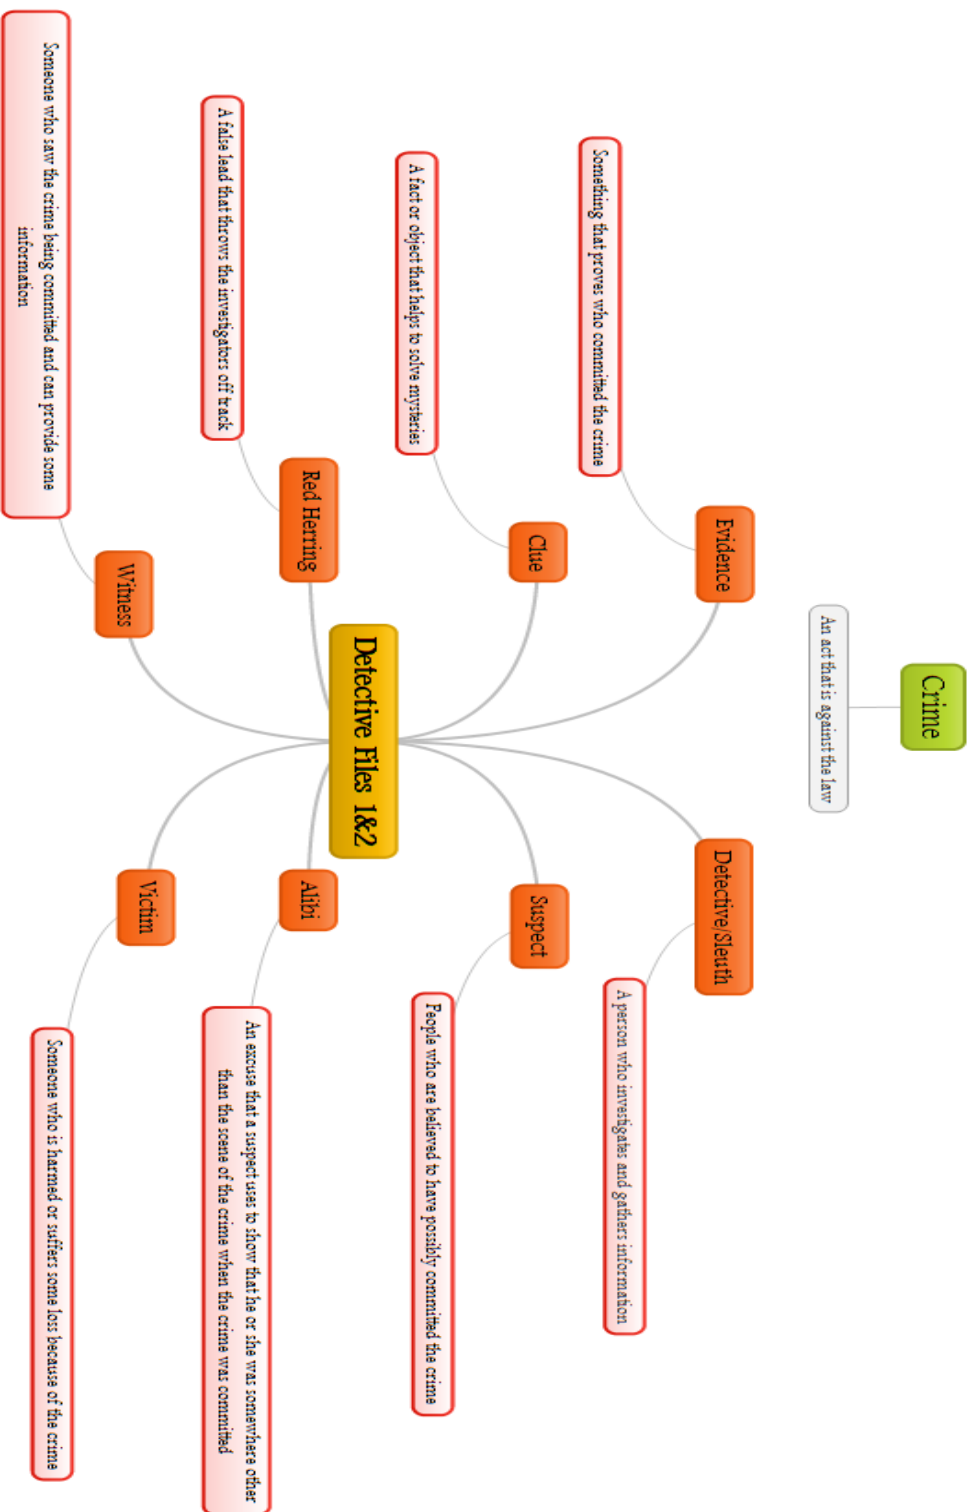 Crime
An act that is against the law
Evidence
Something that proves who committed the crime
Detective/Sleuth
A person who investigates and gathers information
Clue
A fact or object that helps to solve mysteries
Suspect
People who are believed to have possibly committed the crime
Detective Files 1&2
Red Herring
A false lead that throws the investigators off track
Alibi
An excuse that a suspect uses to show that he or she was somewhere other
than the scene of the crime when the crime was committed
Witness
Someone who saw the crime being committed and can provide some
information
Victim
Someone who is harmed or suffers some loss because of the crime